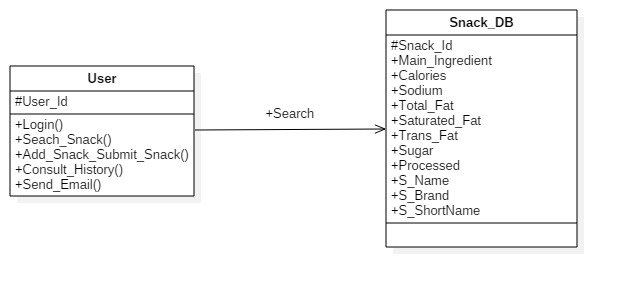 User
#User_Id
+Login()
+Seach_Snack()
+Add_Snack_Submit_Snack()
+Consult_History()
+Send_Email()
+Search
Snack_DB
#Snack_Id
+Main_Ingredient
+Calories
+Sodium
+Total_Fat
+Saturated_Fat
+Trans_Fat
+Sugar
+Processed
+S_Name
+S_Brand
+S_ShortName